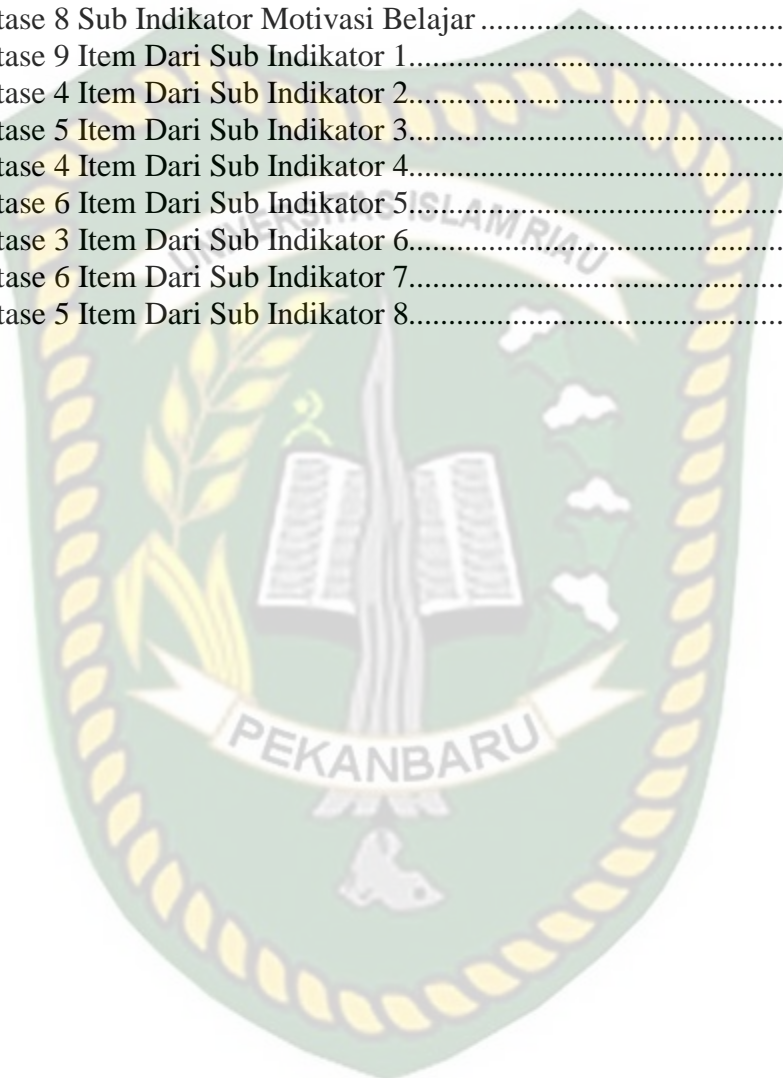 tase 8 Sub Indikator Motivasi Belajar ........................................
tase 9 Item Dari Sub Indikator 1..................................................
tase 4 Item Dari Sub Indikator 2..................................................
tase 5 Item Dari Sub Indikator 3..................................................
tase 4 Item Dari Sub Indikator 4..................................................
tase 6 Item Dari Sub Indikator 5..................................................
tase 3 Item Dari Sub Indikator 6..................................................
tase 6 Item Dari Sub Indikator 7..................................................
tase 5 Item Dari Sub Indikator 8..................................................
UNIVERSITAS ISLAM RIAU
PEKANBARU